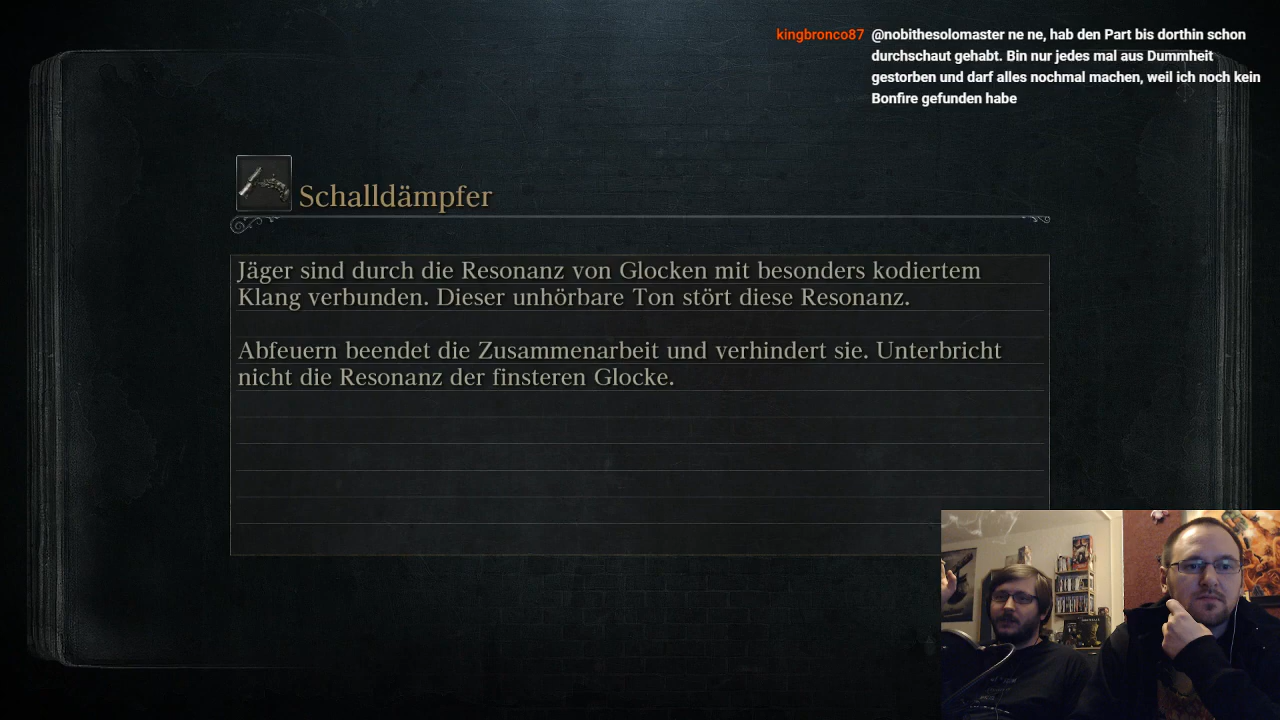 kingbronco87 @nobithesolomaster ne ne, hab den Part bis dorthin schon
durchschaut gehabt. Bin nur jedes mal aus Dummheit
gestorben und darf alles nochmal machen, weil ich noch kein
Bonfire gefunden habe
Schalldämpfer
Jäger sind durch die Resonanz von Glocken mit besonders kodiertem
Klang verbunden. Dieser unhörbare Ton stört diese Resonanz.
Abfeuern beendet die Zusammenarbeit und verhindert sie. Unterbricht
nicht die Resonanz der finsteren Glocke.